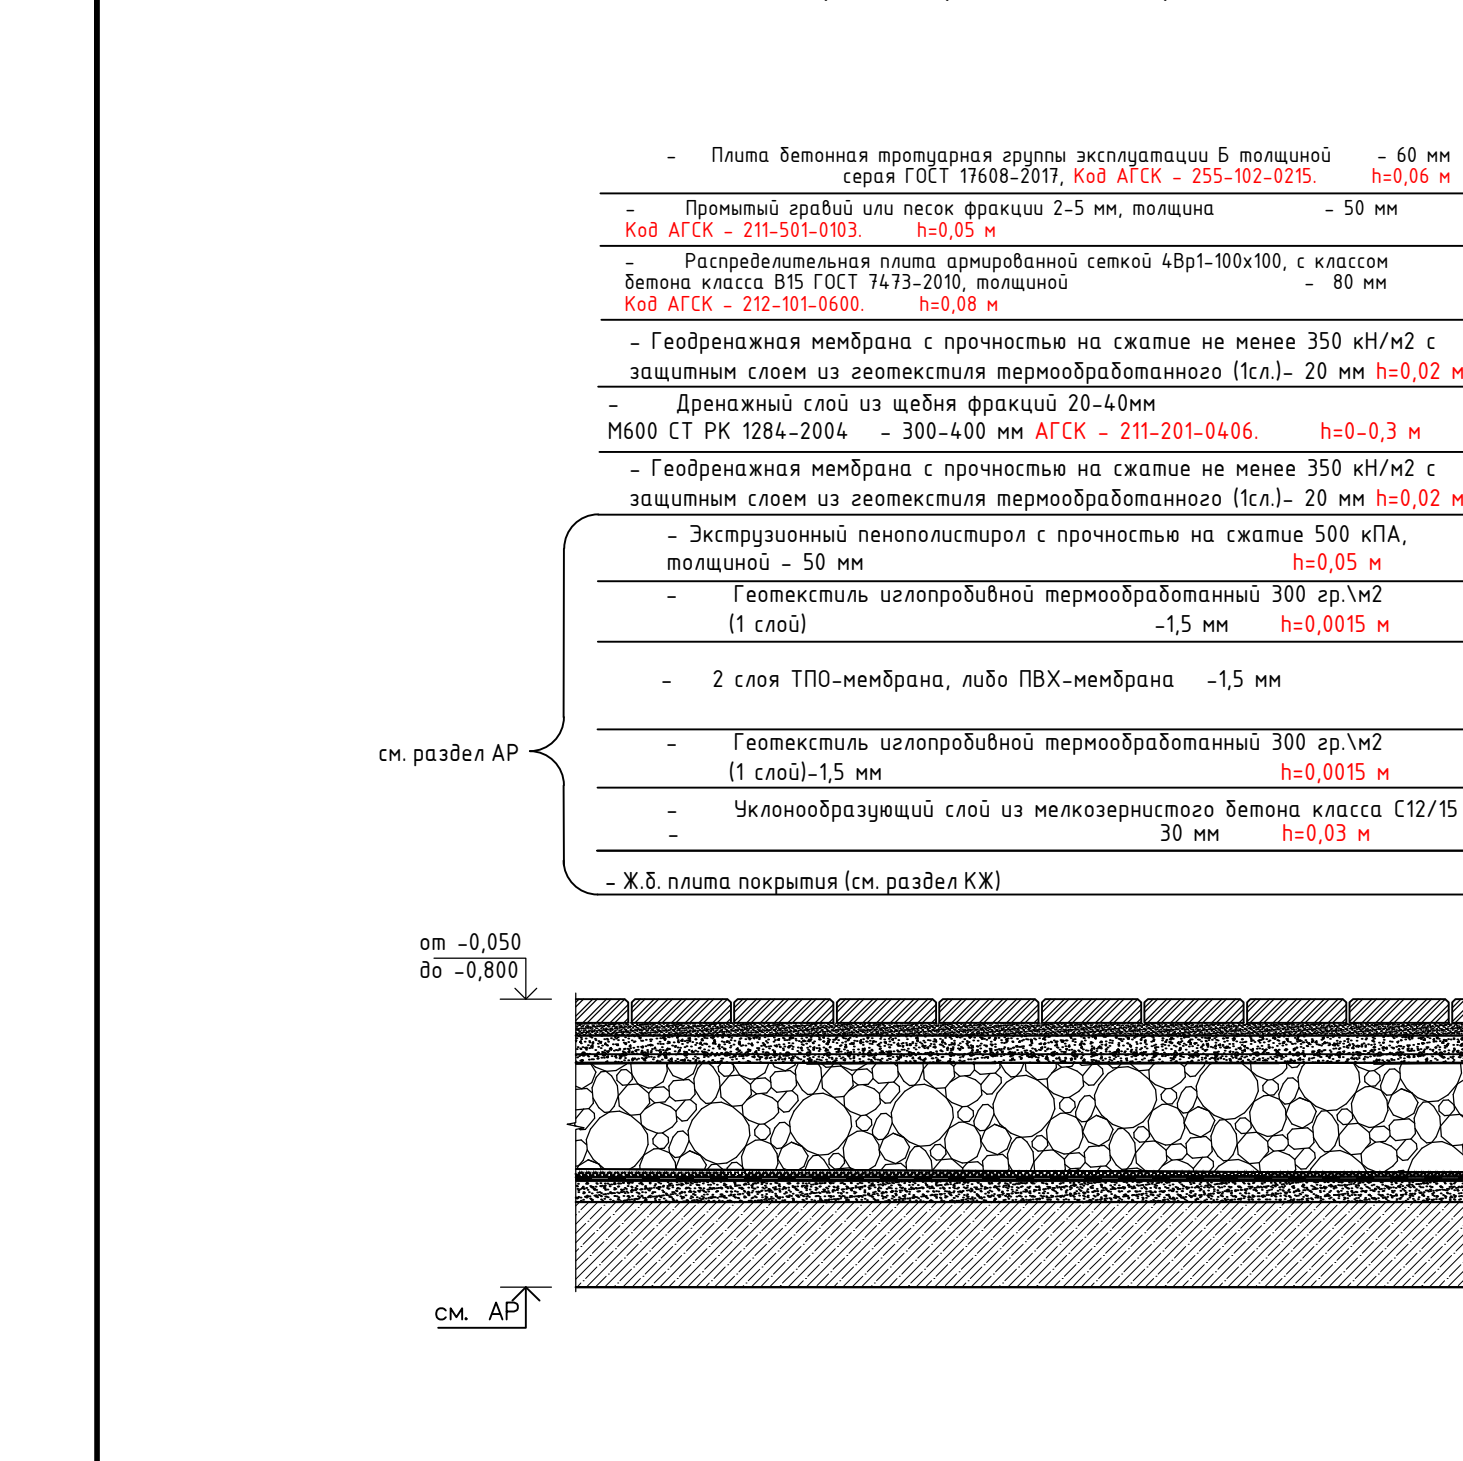 - Плита бетонная тротуарная группы эксплуатации Б толщиной - 60 мм
серая ГОСТ 17608-2017, Код АГСК - 255-102-0215. h=0,06 м
- Промытый гравий или песок фракции 2-5 мм, толщина - 50 мм
Код АГСК - 211-501-0103. h=0,05 м
- Распределительная плита армированной сеткой 4Вр1-100х100, с классом
бетона класса В15 ГОСТ 7473-2010, толщиной - 80 мм
Код АГСК - 212-101-0600. h=0,08 м
- Геодренажная мембрана с прочностью на сжатие не менее 350 кН/м2 с
защитным слоем из геотекстиля термообработанного (1сл.)- 20 мм h=0,02 м
- Дренажный слой из щебня фракций 20-40мм
М600 СТ РК 1284-2004 - 300-400 мм АГСК - 211-201-0406. h=0-0,3 м
- Геодренажная мембрана с прочностью на сжатие не менее 350 кН/м2 с
защитным слоем из геотекстиля термообработанного (1сл.)- 20 мм h=0,02 м
- Экструзионный пенополистирол с прочностью на сжатие 500 кПА,
толщиной - 50 мм h=0,05 м
- Геотекстиль иглопробивной термообработанный 300 гр.\м2
(1 слой) -1,5 мм h=0,0015 м
- 2 слоя ТПО-мембрана, либо ПВХ-мембрана -1,5 мм
- Геотекстиль иглопробивной термообработанный 300 гр.\м2
(1 слой)-1,5 мм h=0,0015 м
см. раздел АР
- Уклонообразующий слой из мелкозернистого бетона класса С12/15
- 30 мм h=0,03 м
- Ж.б. плита покрытия (см. раздел КЖ)
от -0,050
до -0,800
см. АР